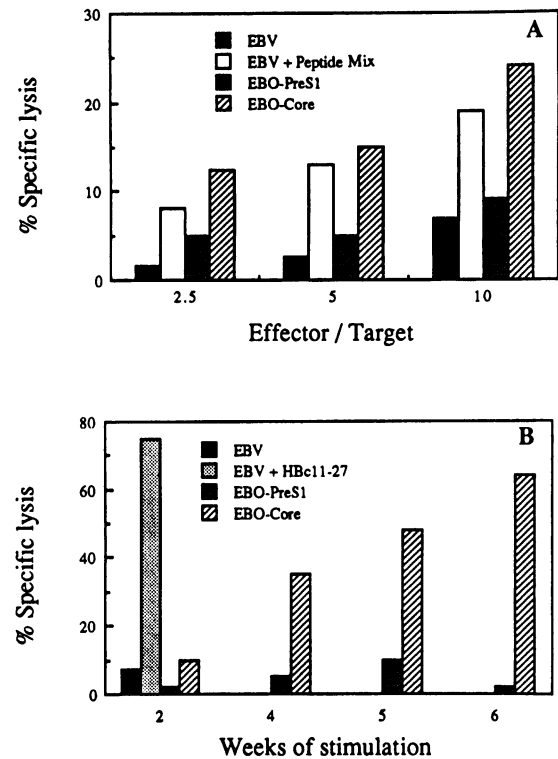 A
30
20
10
0
% Specific lysis
EBV
EBV + Peptide Mix
EBO-PreS1
EBO-Core
2.5 5 10
Effector / Target
B
80
60
40
20
0
% Specific lysis
EBV
EBV + HBc11-27
EBO-PreS1
EBO-Core
2 4 5 6
Weeks of stimulation